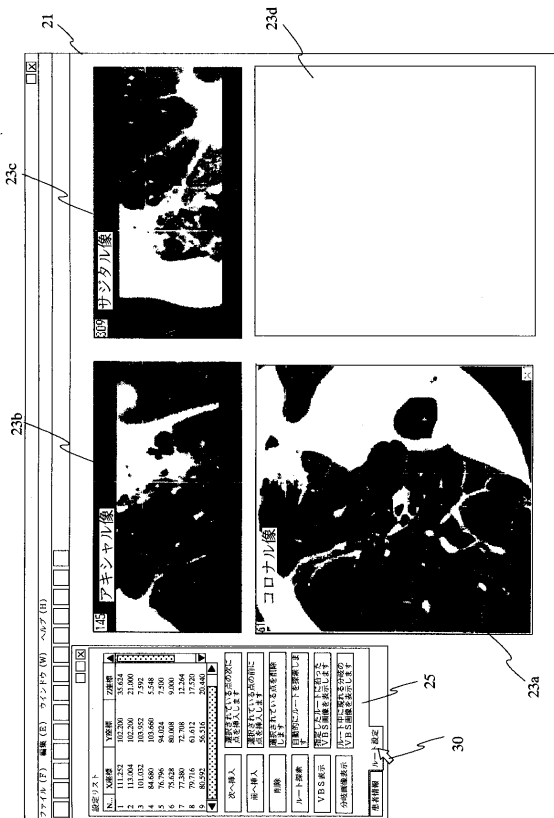 ファイル (F) 編集 (E) ウィンドウ (W) ヘルプ (H)
設定リスト
N... X座標 Y座標 Z座標
1 111.252 102.200 35.624
2 113.004 102.200 21.000
3 101.032 103.952 7.592
4 84.680 103.660 5.548
5 76.796 94.024 7.500
6 75.628 80.008 9.000
7 77.380 72.708 12.264
8 79.716 61.612 17.520
9 80.592 56.516 20.440
次へ挿入 選択されている点の次に
点を挿入します
前へ挿入 選択されている点の前に
点を挿入します
削除 選択されている点を削除
します
ルート探索 自動的にルートを探索しま
す
VBS表示 指定したルートに沿った
VBS画像を表示します
分岐画像表示 ルート中に現れる分岐の
VBS画像を表示します
患者情報 ルート設定
30
25
145 アキシャル像
23b
309 サジタル像
23c
61 コロナル像
23a
23d
21